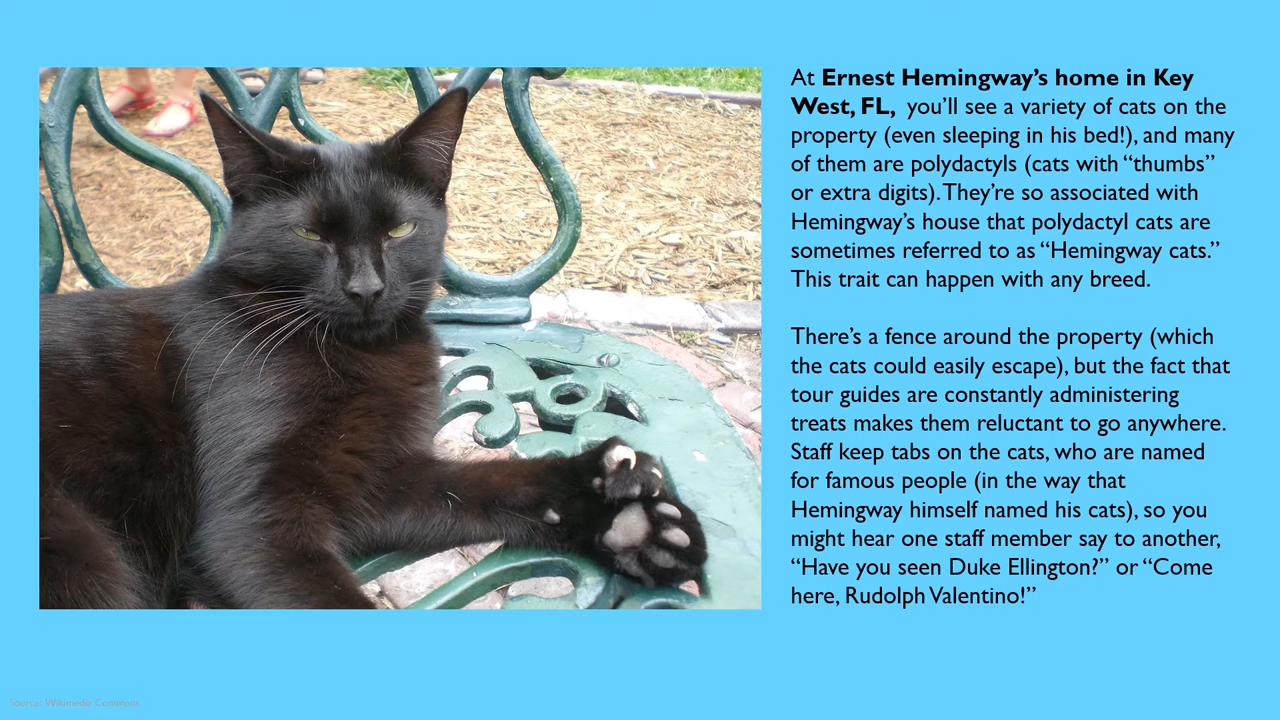 At Ernest Hemingway’s home in Key
West, FL, you’ll see a variety of cats on the
property (even sleeping in his bed!), and many
of them are polydactyls (cats with “thumbs”
or extra digits). They’re so associated with
Hemingway’s house that polydactyl cats are
sometimes referred to as “Hemingway cats.”
This trait can happen with any breed.
There’s a fence around the property (which
the cats could easily escape), but the fact that
tour guides are constantly administering
treats makes them reluctant to go anywhere.
Staff keep tabs on the cats, who are named
for famous people (in the way that
Hemingway himself named his cats), so you
might hear one staff member say to another,
“Have you seen Duke Ellington?” or “Come
here, Rudolph Valentino!”
Source: Wikimedia Commons